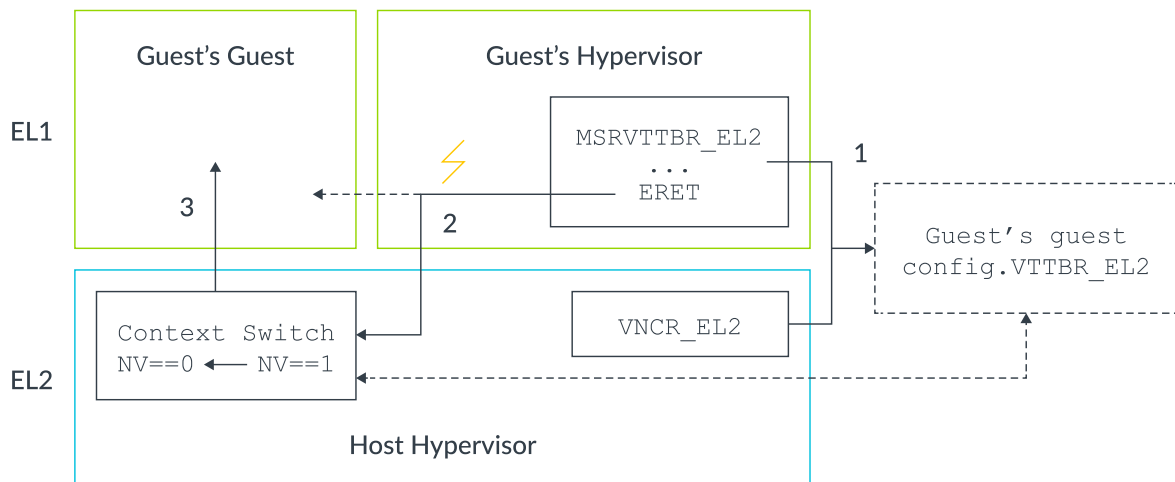 Guest’s Guest
Guest’s Hypervisor
EL1
MSRVTTBR_EL2
...
ERET
1
2
3
Guest’s guest
config.VTTBR_EL2
Context Switch
NV==0 NV==1
VNCR_EL2
EL2
Host Hypervisor